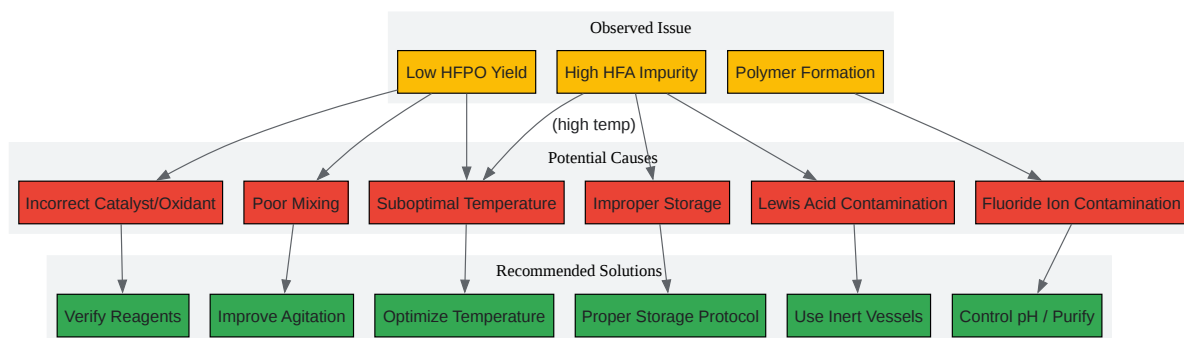 Observed Issue
Low HFPO Yield
High HFA Impurity
Polymer Formation
(high temp)
Potential Causes
Incorrect Catalyst/Oxidant
Poor Mixing
Suboptimal Temperature
Improper Storage
Lewis Acid Contamination
Fluoride Ion Contamination
Recommended Solutions
Verify Reagents
Improve Agitation
Optimize Temperature
Proper Storage Protocol
Use Inert Vessels
Control pH / Purify